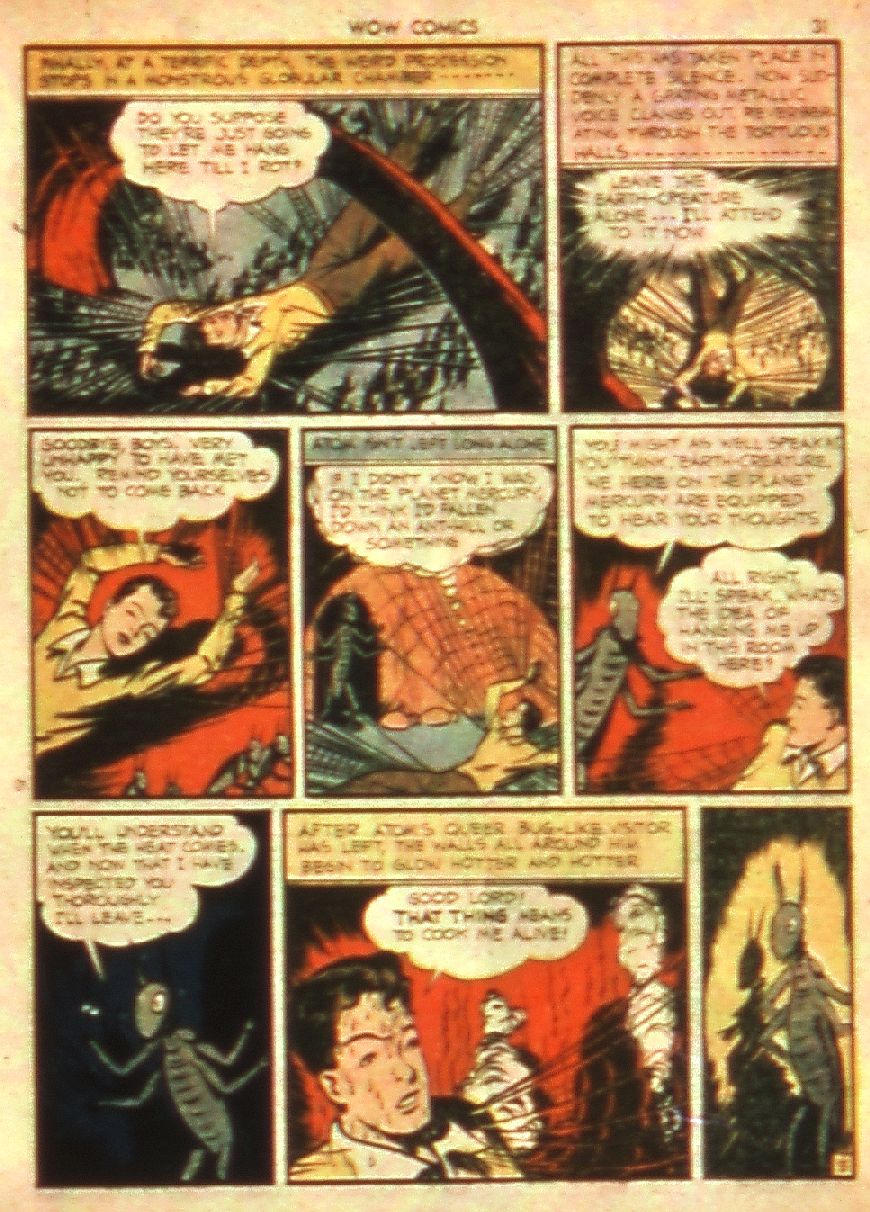 WOW COMICS
31
FINALLY, AT A TERRIFIC DEPTH, THE WEIRD PROCESSION
STOPS IN A MONSTROUS GLOBULAR CHAMBER--------
DO YOU SUPPOSE
THEY'RE JUST GOING
TO LET ME HANG
HERE TILL I ROT?
ALL THIS HAS TAKEN PLACE IN
COMPLETE SILENCE. NOW SUD-
DENLY A GRATING METALLIC
VOICE CLANGS OUT REVERBER-
ATING THROUGH THE TORTUOUS
HALLS--------------------
LEAVE THE
EARTH-CREATURE
ALONE... I'LL ATTEND
TO IT NOW
GOODBYE, BOYS, VERY
UNHAPPY TO HAVE MET
YOU. REMIND YOURSELVES
NOT TO COME BACK
ATOM ISN'T LEFT LONG ALONE
IF I DIDN'T KNOW I WAS
ON THE PLANET MERCURY
I'D THINK I'D FALLEN
DOWN AN ANTHILL OR
SOMETHING
YOU MIGHT AS WELL SPEAK AS
YOU THINK, EARTH-CREATURE,
WE HERE ON THE PLANET
MERCURY ARE EQUIPPED
TO HEAR YOUR THOUGHTS
ALL RIGHT,
I'LL SPEAK, WHAT'S
THE IDEA OF
HANGING ME UP
IN THIS ROOM
HERE?
YOU'LL UNDERSTAND
WHEN THE HEAT COMES,
AND NOW THAT I HAVE
INSPECTED YOU
THOROUGHLY
I'LL LEAVE---
AFTER ATOM'S QUEER BUG-LIKE VISITOR
HAS LEFT THE WALLS ALL AROUND HIM
BEGIN TO GLOW HOTTER AND HOTTER
GOOD LORD!
THAT THING MEANS
TO COOK ME ALIVE!